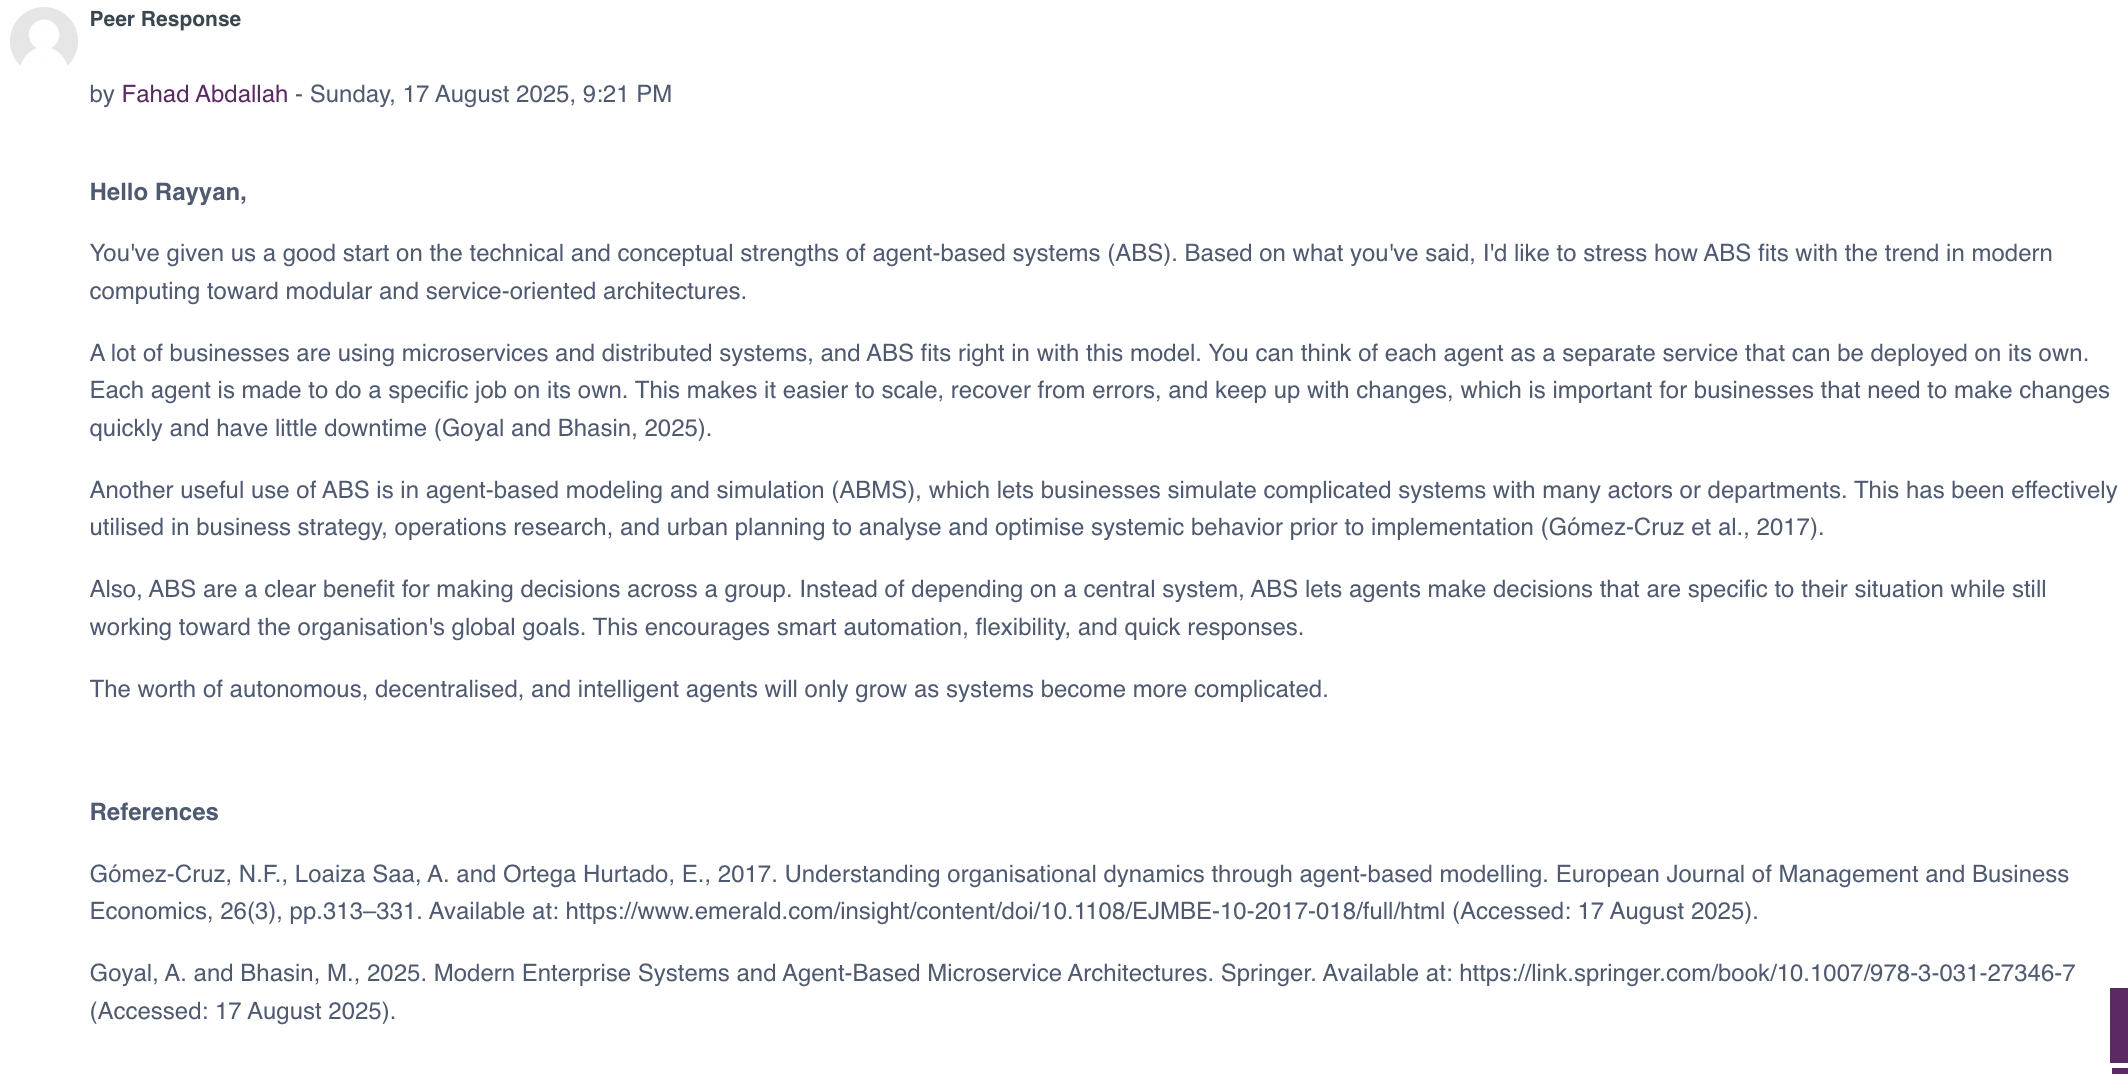 Peer Response
by Fahad Abdallah - Sunday, 17 August 2025, 9:21 PM
Hello Rayyan,
You've given us a good start on the technical and conceptual strengths of agent-based systems (ABS). Based on what you've said, I'd like to stress how ABS fits with the trend in modern
computing toward modular and service-oriented architectures.
A lot of businesses are using microservices and distributed systems, and ABS fits right in with this model. You can think of each agent as a separate service that can be deployed on its own.
Each agent is made to do a specific job on its own. This makes it easier to scale, recover from errors, and keep up with changes, which is important for businesses that need to make changes
quickly and have little downtime (Goyal and Bhasin, 2025).
Another useful use of ABS is in agent-based modeling and simulation (ABMS), which lets businesses simulate complicated systems with many actors or departments. This has been effectively
utilised in business strategy, operations research, and urban planning to analyse and optimise systemic behavior prior to implementation (Gómez-Cruz et al., 2017).
Also, ABS are a clear benefit for making decisions across a group. Instead of depending on a central system, ABS lets agents make decisions that are specific to their situation while still
working toward the organisation's global goals. This encourages smart automation, flexibility, and quick responses.
The worth of autonomous, decentralised, and intelligent agents will only grow as systems become more complicated.
References
Gómez-Cruz, N.F., Loaiza Saa, A. and Ortega Hurtado, E., 2017. Understanding organisational dynamics through agent-based modelling. European Journal of Management and Business
Economics, 26(3), pp.313–331. Available at: https://www.emerald.com/insight/content/doi/10.1108/EJMBE-10-2017-018/full/html (Accessed: 17 August 2025).
Goyal, A. and Bhasin, M., 2025. Modern Enterprise Systems and Agent-Based Microservice Architectures. Springer. Available at: https://link.springer.com/book/10.1007/978-3-031-27346-7
(Accessed: 17 August 2025).